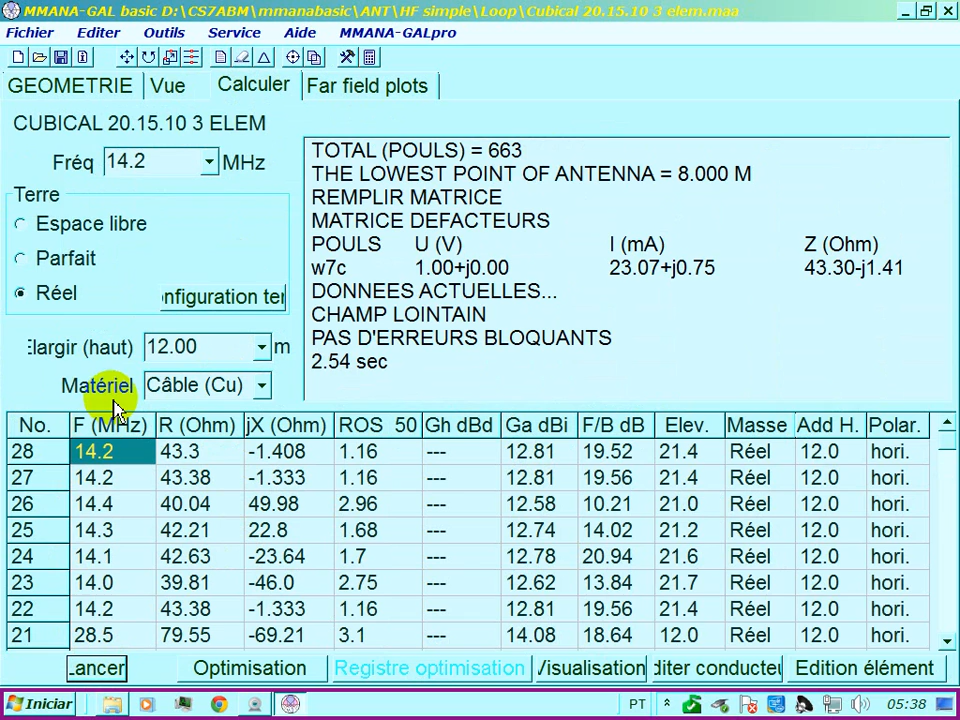 MMANA-GAL basic D:\CS7ABM\mmanabasic\ANT\HF simple\Loop\Cubical 20.15.10 3 elem.maa
Fichier Editer Outils Service Aide MMANA-GALpro
GEOMETRIE Vue Calculer Far field plots
CUBICAL 20.15.10 3 ELEM
Fréq 14.2 MHz
Terre
Espace libre
Parfait
Réel onfiguration ter
Elargir (haut) 12.00 m
Matériel Câble (Cu)
TOTAL (POULS) = 663
THE LOWEST POINT OF ANTENNA = 8.000 M
REMPLIR MATRICE
MATRICE DEFACTEURS
POULS U (V) I (mA) Z (Ohm)
w7c 1.00+j0.00 23.07+j0.75 43.30-j1.41
DONNEES ACTUELLES...
CHAMP LOINTAIN
PAS D'ERREURS BLOQUANTS
2.54 sec
No. F (MHz) R (Ohm) jX (Ohm) ROS 50 Gh dBd Ga dBi F/B dB Elev. Masse Add H. Polar.
28 14.2 43.3 -1.408 1.16 --- 12.81 19.52 21.4 Réel 12.0 hori.
27 14.2 43.38 -1.333 1.16 --- 12.81 19.56 21.4 Réel 12.0 hori.
26 14.4 40.04 49.98 2.96 --- 12.58 10.21 21.0 Réel 12.0 hori.
25 14.3 42.21 22.8 1.68 --- 12.74 14.02 21.2 Réel 12.0 hori.
24 14.1 42.63 -23.64 1.7 --- 12.78 20.94 21.6 Réel 12.0 hori.
23 14.0 39.81 -46.0 2.75 --- 12.62 13.84 21.7 Réel 12.0 hori.
22 14.2 43.38 -1.333 1.16 --- 12.81 19.56 21.4 Réel 12.0 hori.
21 28.5 79.55 -69.21 3.1 --- 14.08 18.64 12.0 Réel 12.0 hori.
Lancer Optimisation Registre optimisation Visualisation diter conducteu Edition élément
Iniciar PT 05:38